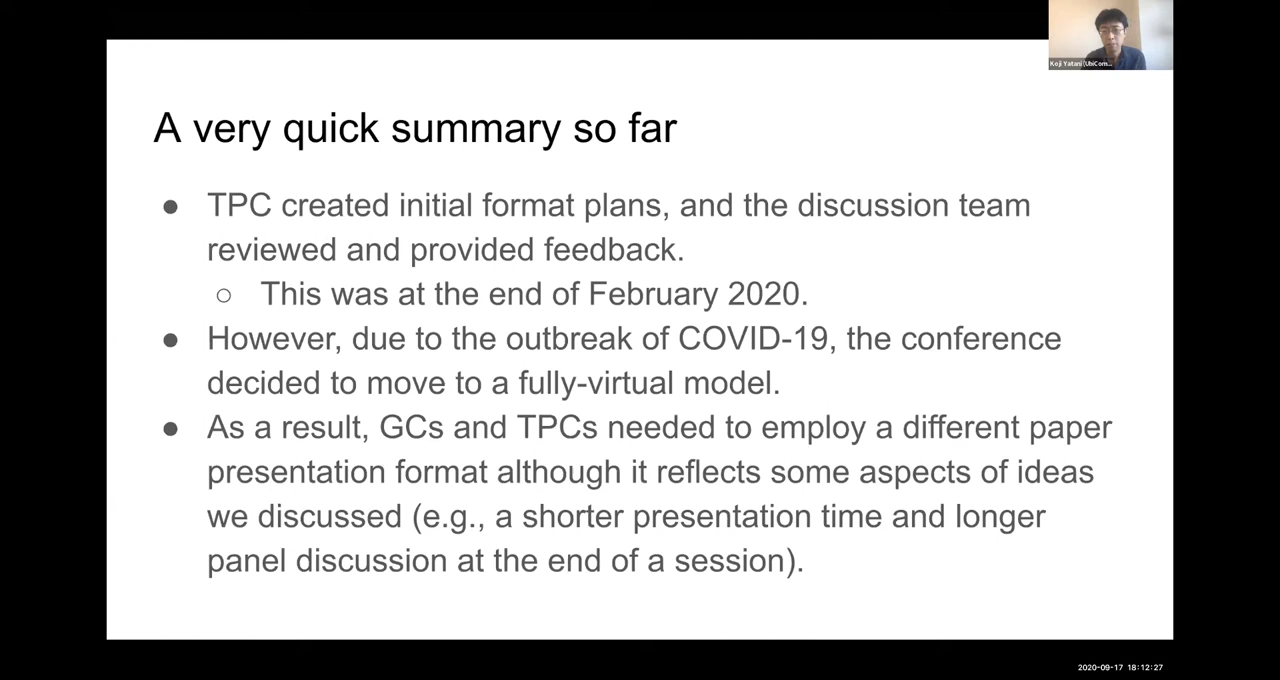 Koji Yatani (UbiCom...
A very quick summary so far
● TPC created initial format plans, and the discussion team
reviewed and provided feedback.
○ This was at the end of February 2020.
● However, due to the outbreak of COVID-19, the conference
decided to move to a fully-virtual model.
● As a result, GCs and TPCs needed to employ a different paper
presentation format although it reflects some aspects of ideas
we discussed (e.g., a shorter presentation time and longer
panel discussion at the end of a session).
2020-09-17 18:12:27